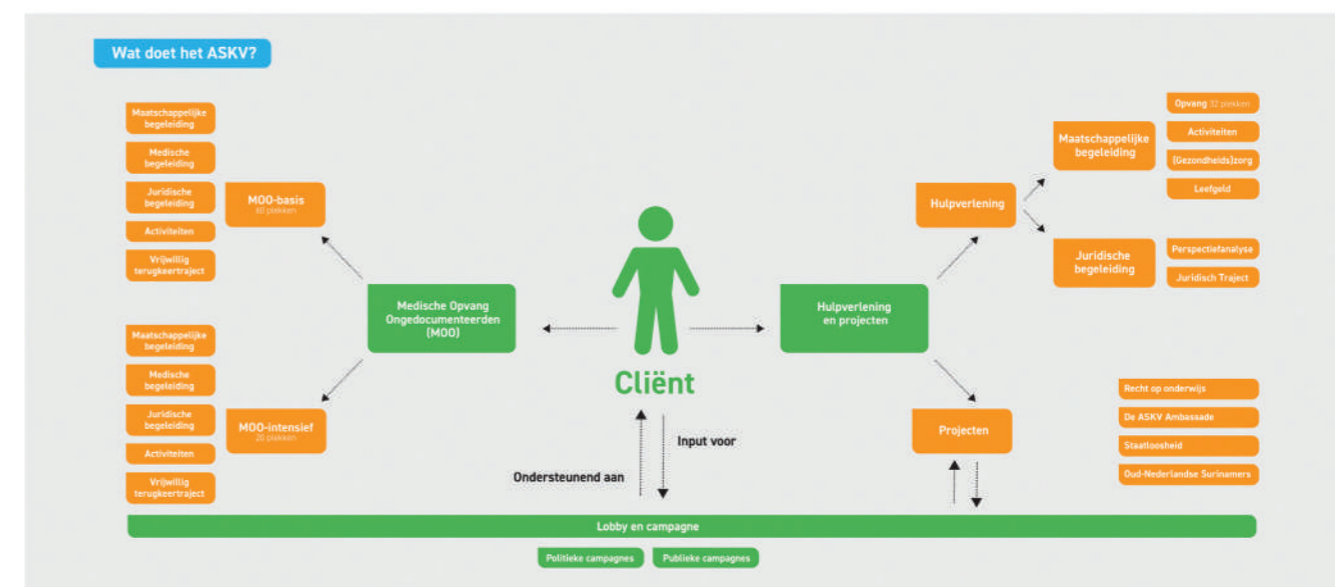 Wat doet het ASKV?
Maatschappelijke
begeleiding
Medische
begeleiding
Juridische
begeleiding
Activiteiten
Vrijwillig
terugkeertraject
MOO-basis
60 plekken
Maatschappelijke
begeleiding
Medische
begeleiding
Juridische
begeleiding
Activiteiten
Vrijwillig
terugkeertraject
MOO-intensief
20 plekken
Medische Opvang
Ongedocumenteerden
(MOO)
Cliënt
Input voor
Ondersteunend aan
Hulpverlening
en projecten
Hulpverlening
Maatschappelijke
begeleiding
Opvang 32 plekken
Activiteiten
(Gezondheids)zorg
Leefgeld
Juridische
begeleiding
Perspectiefanalyse
Juridisch Traject
Projecten
Recht op onderwijs
De ASKV Ambassade
Staatloosheid
Oud-Nederlandse Surinamers
Lobby en campagne
Politieke campagnes
Publieke campagnes